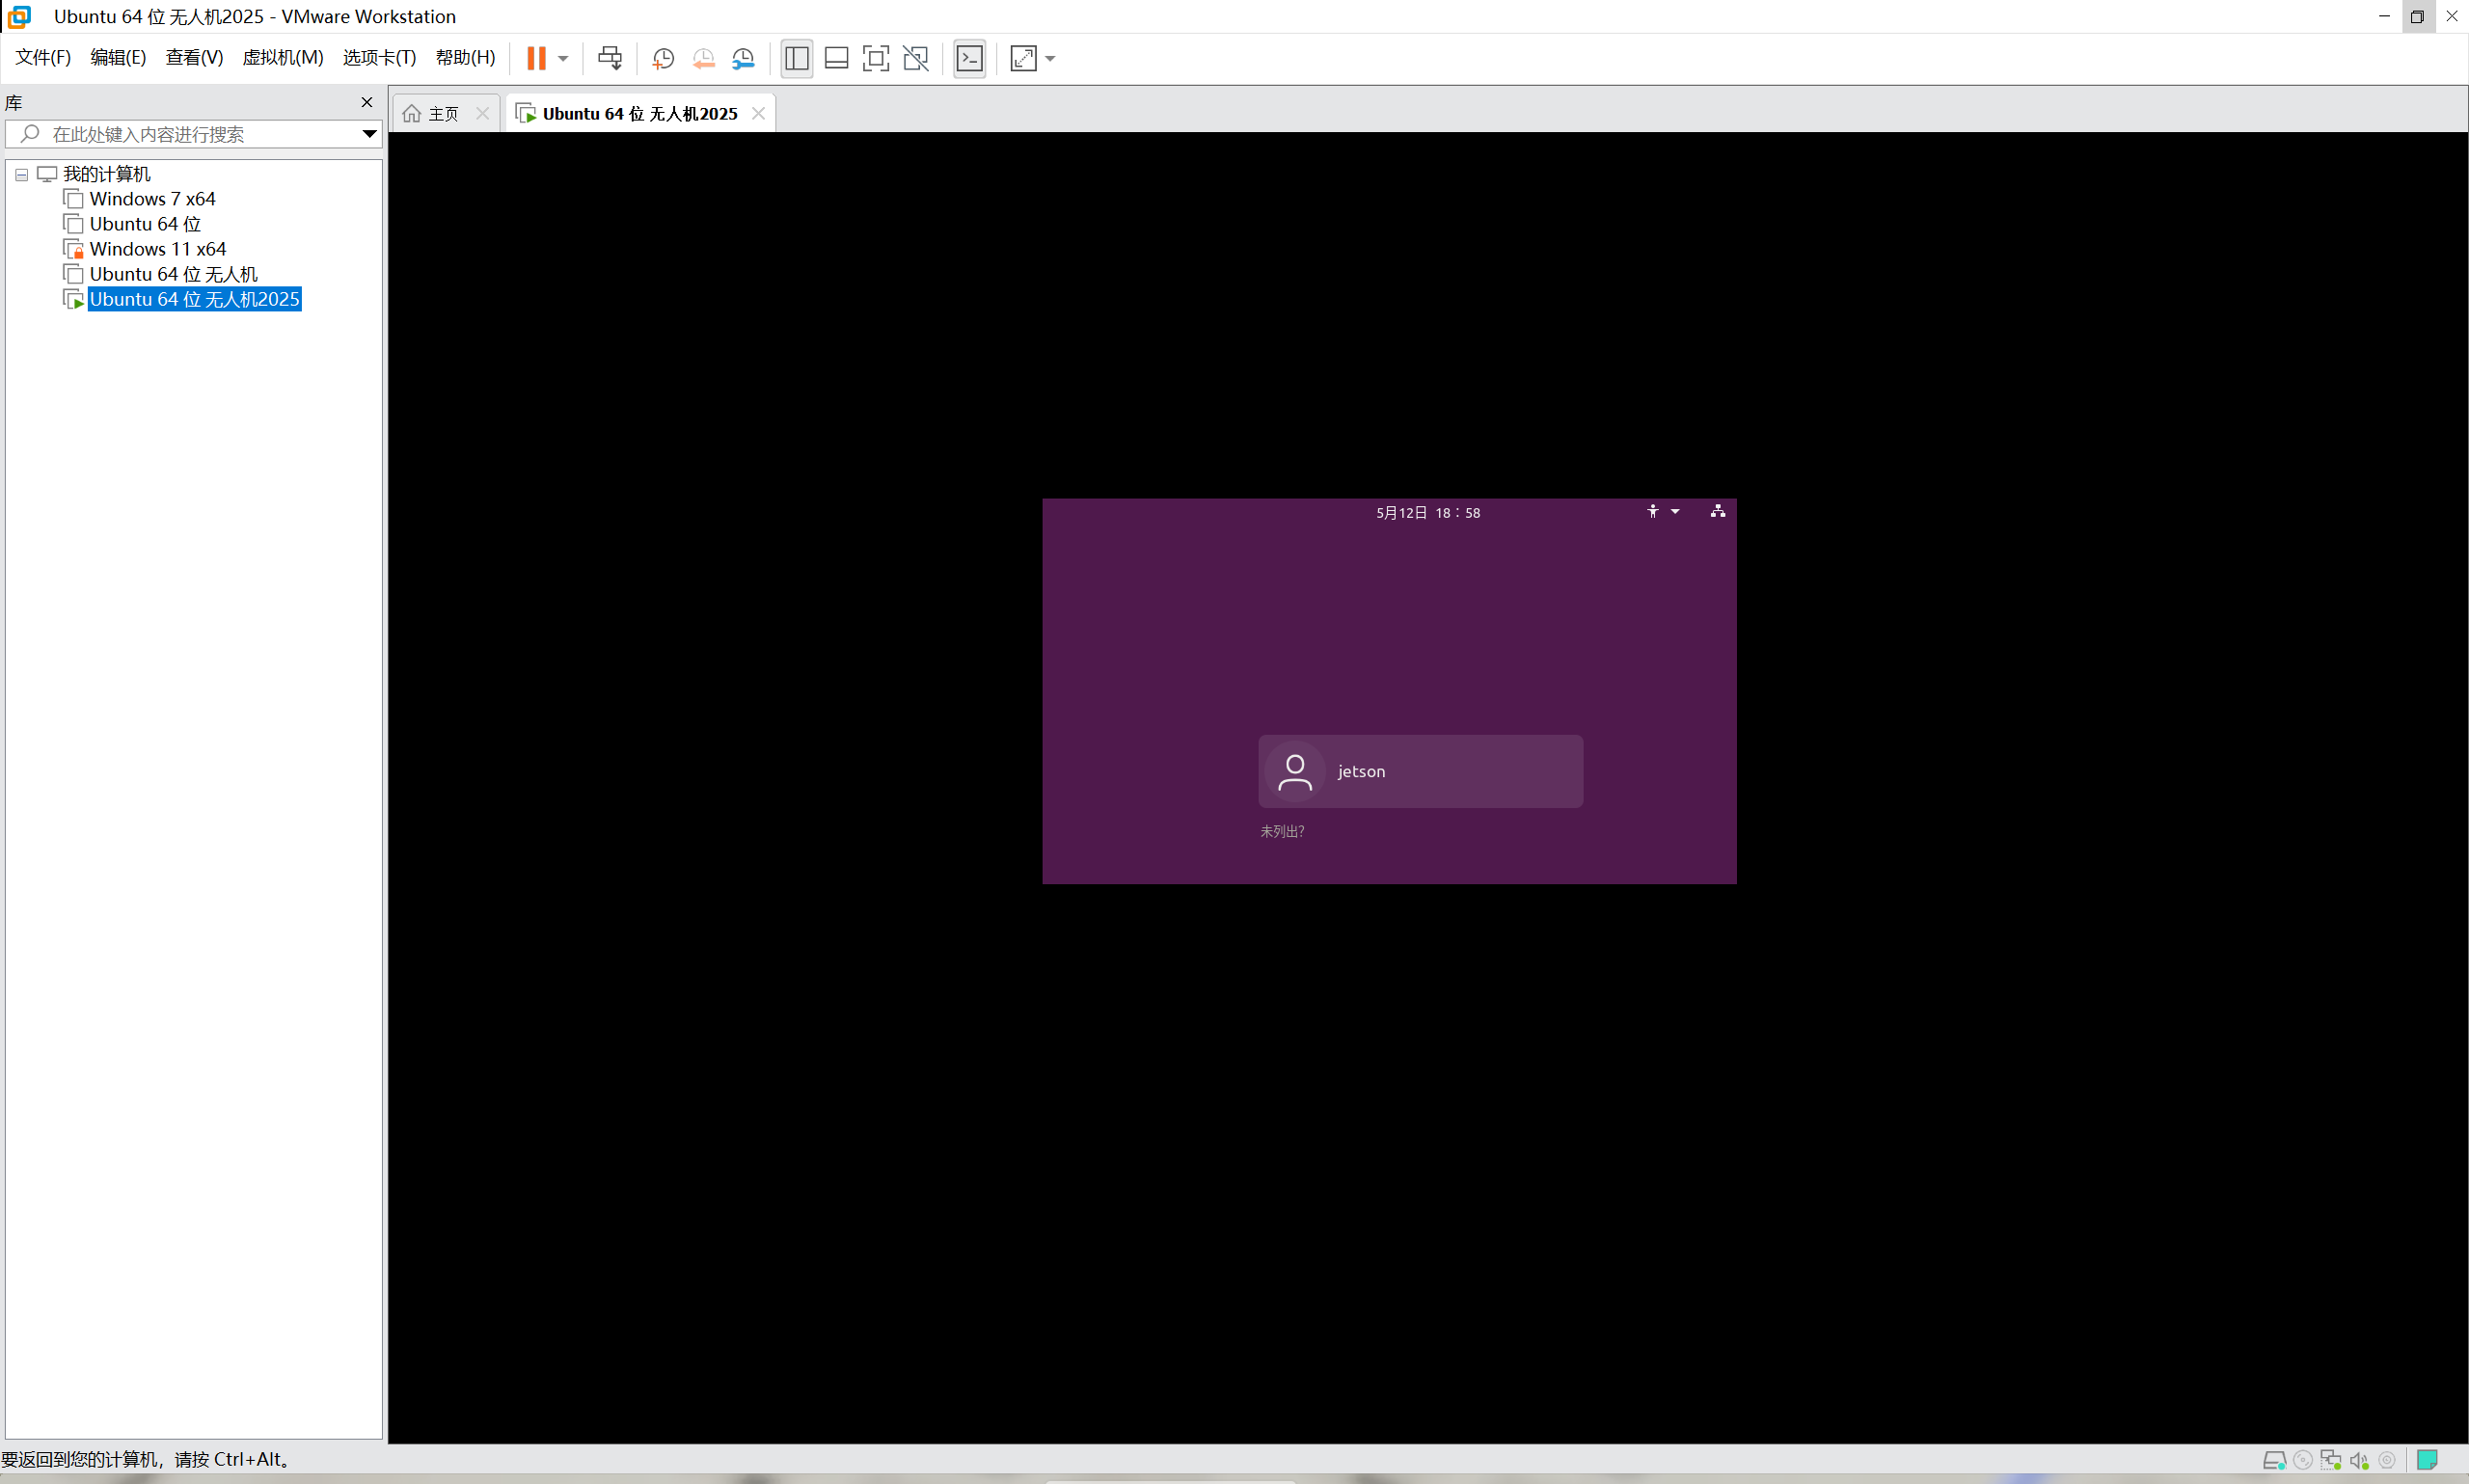 Ubuntu 64 位 无人机2025 - VMware Workstation
文件(F) 编辑(E) 查看(V) 虚拟机(M) 选项卡(T) 帮助(H)
库
在此处键入内容进行搜索
我的计算机
Windows 7 x64
Ubuntu 64 位
Windows 11 x64
Ubuntu 64 位 无人机
Ubuntu 64 位 无人机2025
主页
Ubuntu 64 位 无人机2025
5月12日 18：58
jetson
未列出？
要返回到您的计算机，请按 Ctrl+Alt。